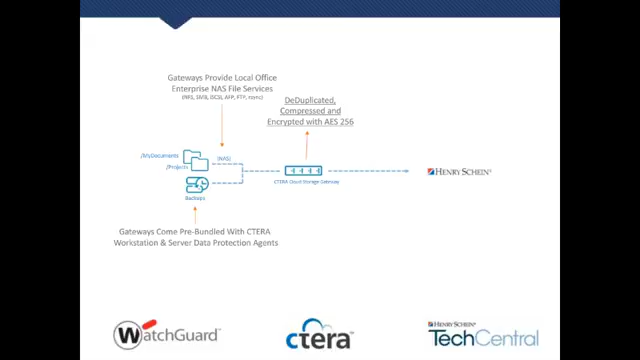 Gateways Provide Local Office
Enterprise NAS File Services
(NFS, SMB, iSCSI, AFP, FTP, rsync)
DeDuplicated,
Compressed and
Encrypted with AES 256
/MyDocuments
/Projects
(NAS)
Backups
CTERA Cloud Storage Gateway
HENRY SCHEIN®
Gateways Come Pre-Bundled With CTERA
Workstation & Server Data Protection Agents
WatchGuard
ctera
HENRY SCHEIN®
TechCentral